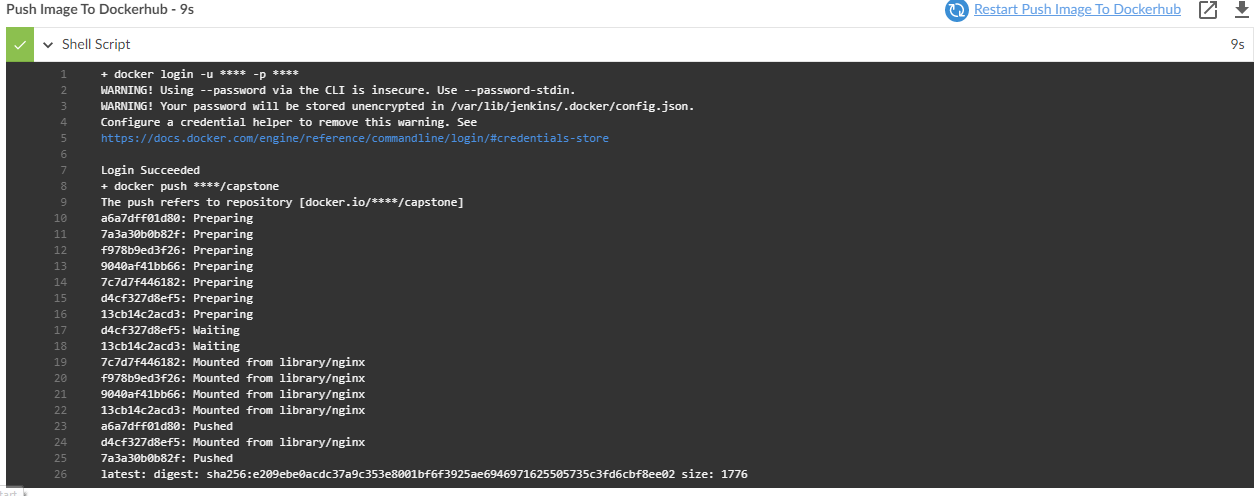 Push Image To Dockerhub - 9s
Restart Push Image To Dockerhub
Shell Script
9s
1 + docker login -u **** -p ****
2 WARNING! Using --password via the CLI is insecure. Use --password-stdin.
3 WARNING! Your password will be stored unencrypted in /var/lib/jenkins/.docker/config.json.
4 Configure a credential helper to remove this warning. See
5 https://docs.docker.com/engine/reference/commandline/login/#credentials-store
6
7 Login Succeeded
8 + docker push ****/capstone
9 The push refers to repository [docker.io/****/capstone]
10 a6a7dff01d80: Preparing
11 7a3a30b0b82f: Preparing
12 f978b9ed3f26: Preparing
13 9040af41bb66: Preparing
14 7c7d7f446182: Preparing
15 d4cf327d8ef5: Preparing
16 13cb14c2acd3: Preparing
17 d4cf327d8ef5: Waiting
18 13cb14c2acd3: Waiting
19 7c7d7f446182: Mounted from library/nginx
20 f978b9ed3f26: Mounted from library/nginx
21 9040af41bb66: Mounted from library/nginx
22 13cb14c2acd3: Mounted from library/nginx
23 a6a7dff01d80: Pushed
24 d4cf327d8ef5: Mounted from library/nginx
25 7a3a30b0b82f: Pushed
26 latest: digest: sha256:e209ebe0acdc37a9c353e8001bf6f3925ae6946971625505735c3fd6cbf8ee02 size: 1776